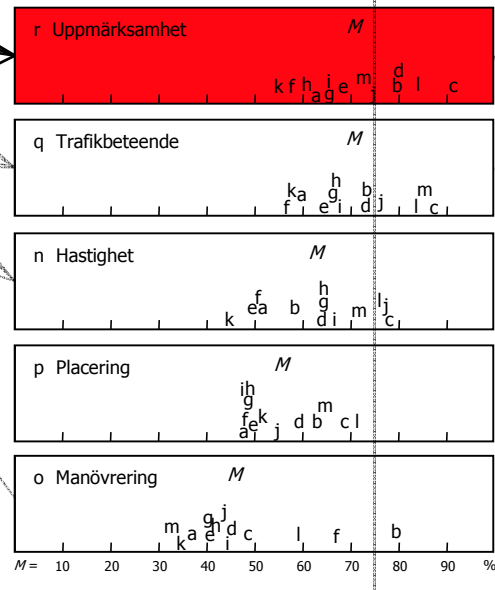 r Uppmärksamhet M
d
m
i l
k f h e b c
a g j
q Trafikbeteende M
h
k b m
a g j
f e i d l c
n Hastighet M
h
f l
e a b g m j
k d i c
p Placering M
i h
g m
f k
e d b e l
a j
o Manövrering M
j
g
m h d b
a e c l f
k i
M = 10 20 30 40 50 60 70 80 90 %